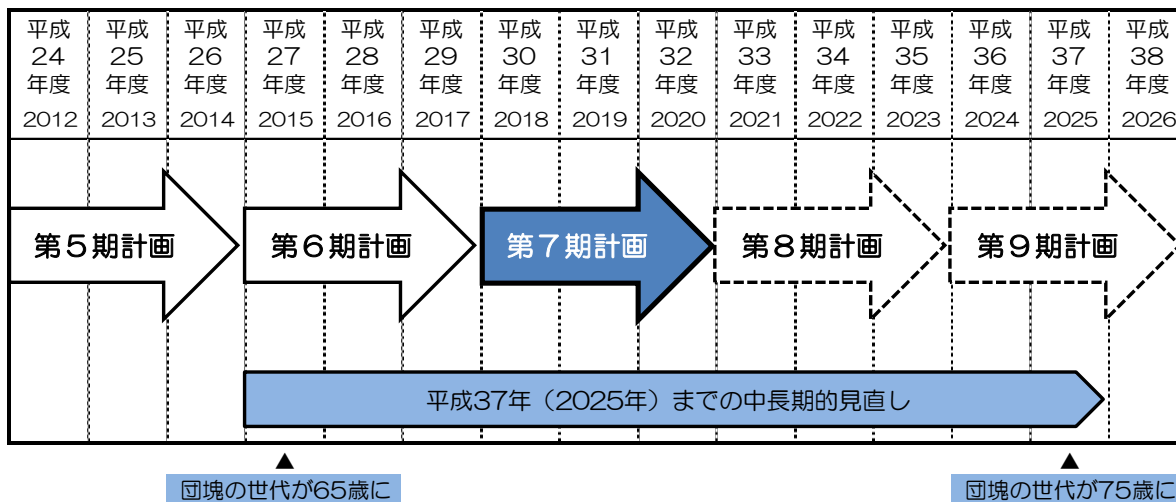 平成 平成 平成 平成 平成 平成 平成 平成 平成 平成 平成 平成 平成 平成 平成
24 25 26 27 28 29 30 31 32 33 34 35 36 37 38
年度 年度 年度 年度 年度 年度 年度 年度 年度 年度 年度 年度 年度 年度 年度
2012 2013 2014 2015 2016 2017 2018 2019 2020 2021 2022 2023 2024 2025 2026
第5期計画 第6期計画 第7期計画 第8期計画 第9期計画
平成37年（2025年）までの中長期的見直し
▲ ▲
団塊の世代が65歳に 団塊の世代が75歳に